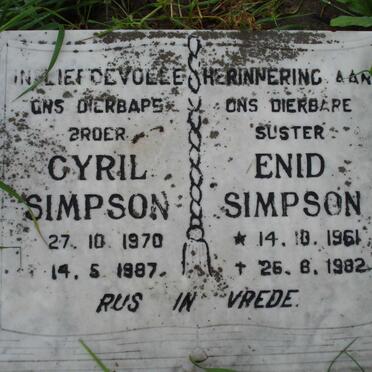 IN LIEFDEVOLLE HERINNERING AAN
ONS DIERBARE
BROER
CYRIL
SIMPSON
27. 10 1970
14. 5 1987.
ONS DIERBARE
SUSTER
ENID
SIMPSON
* 14. 10. 1961
+ 26. 8. 1982
RUS IN VREDE.